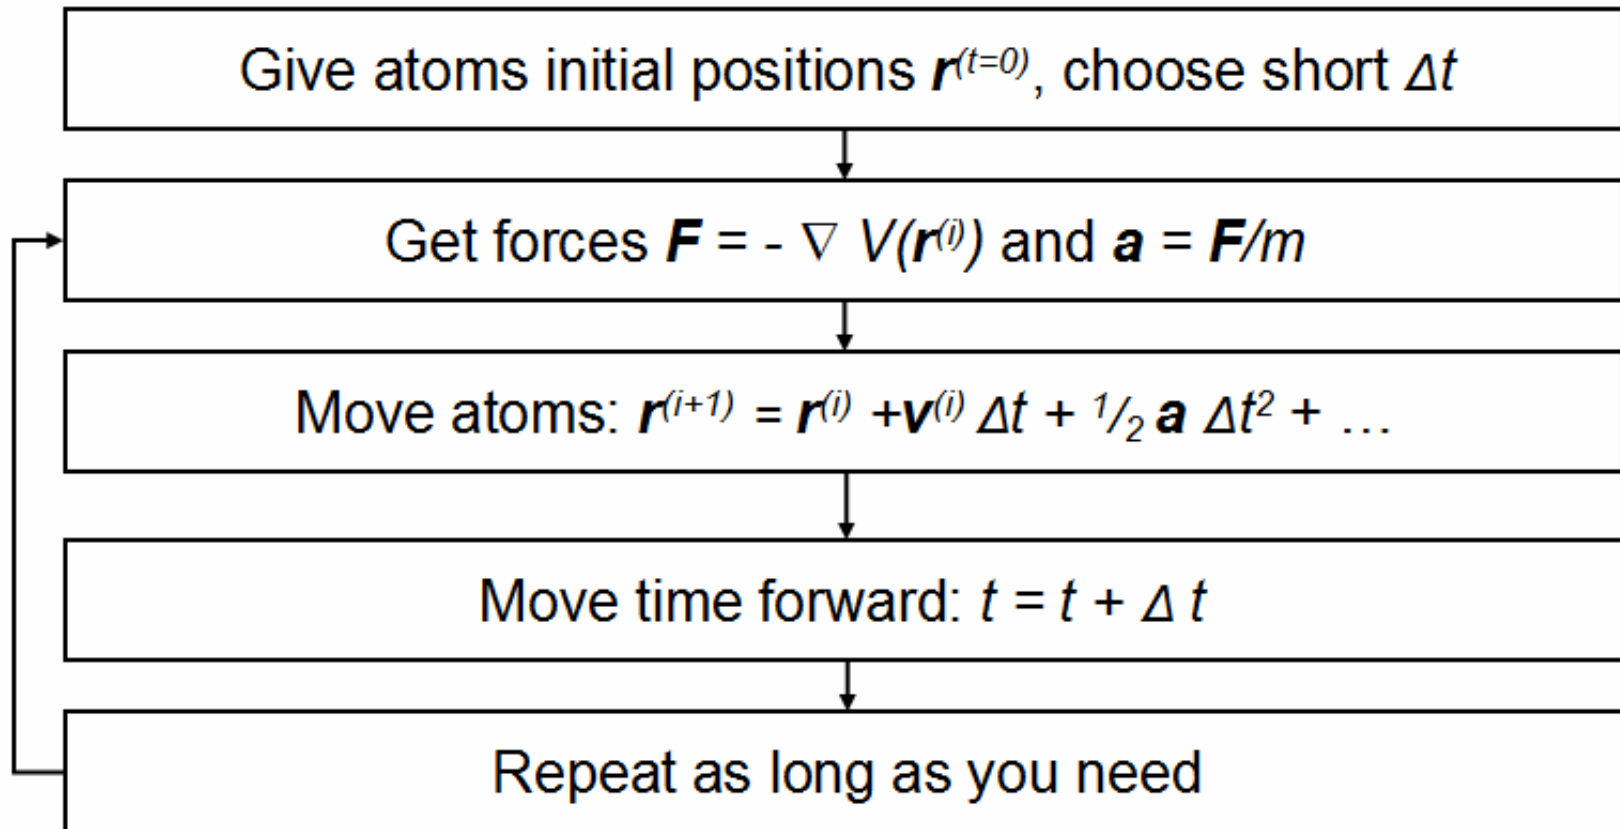 Give atoms initial positions r(t=0), choose short Δt
Get forces F = - ∇ V(r(i)) and a = F/m
Move atoms: r(i+1) = r(i) +v(i) Δt + 1/2 a Δt2 + …
Move time forward: t = t + Δ t
Repeat as long as you need